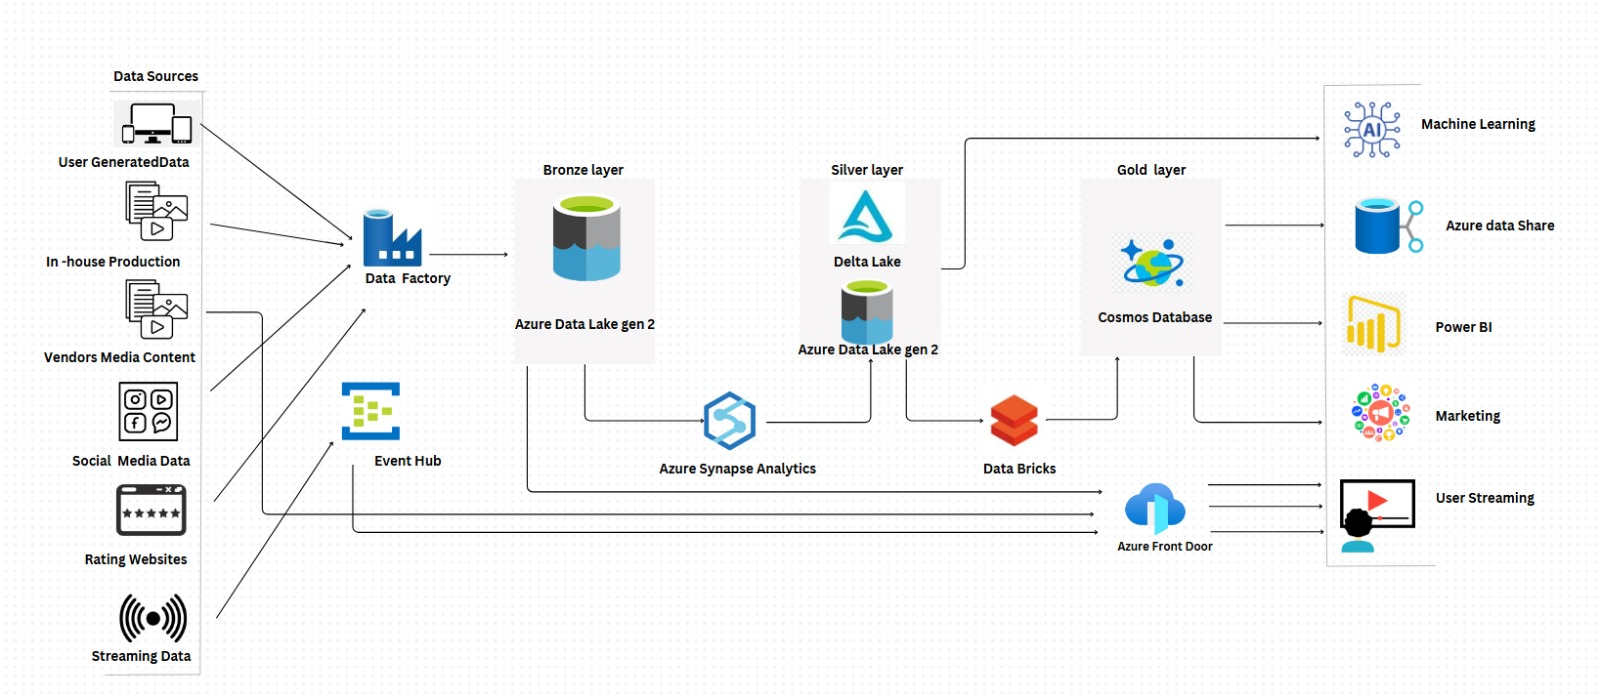 Data Sources
User GeneratedData
In -house Production
Vendors Media Content
Social Media Data
Rating Websites
Streaming Data
Data Factory
Event Hub
Bronze layer
Azure Data Lake gen 2
Azure Synapse Analytics
Silver layer
Delta Lake
Azure Data Lake gen 2
Data Bricks
Gold layer
Cosmos Database
Azure Front Door
AI
Machine Learning
Azure data Share
Power BI
Marketing
User Streaming